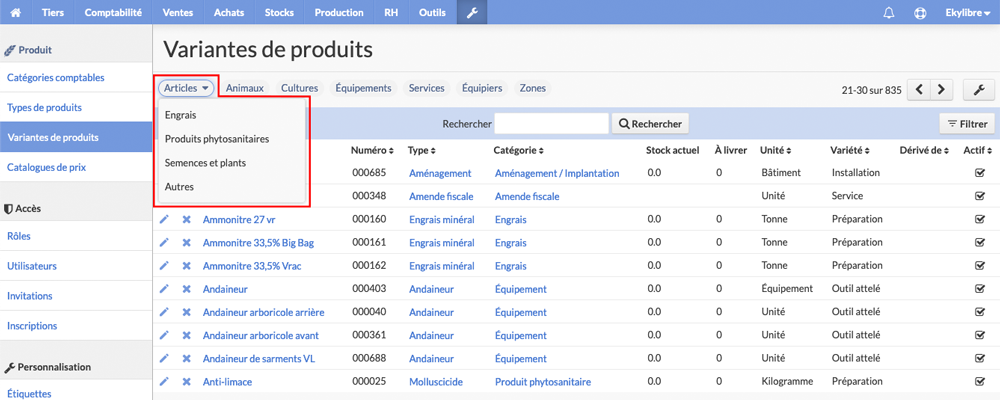 Tiers Comptabilité Ventes Achats Stocks Production RH Outils Ekylibre
Produit
Catégories comptables
Types de produits
Variantes de produits
Catalogues de prix
Accès
Rôles
Utilisateurs
Invitations
Inscriptions
Personnalisation
Étiquettes
Variantes de produits
Articles Animaux Cultures Équipements Services Équipiers Zones 21-30 sur 835
Engrais
Produits phytosanitaires
Semences et plants
Autres
Rechercher Rechercher Filtrer
Numéro Type Catégorie Stock actuel À livrer Unité Variété Dérivé de Actif
000685 Aménagement Aménagement / Implantation 0.0 0 Bâtiment Installation
000348 Amende fiscale Amende fiscale Unité Service
Ammonitre 27 vr 000160 Engrais minéral Engrais 0.0 0 Tonne Préparation
Ammonitre 33,5% Big Bag 000161 Engrais minéral Engrais 0.0 0 Tonne Préparation
Ammonitre 33,5% Vrac 000162 Engrais minéral Engrais 0.0 0 Tonne Préparation
Andaineur 000403 Andaineur Équipement 0.0 0 Équipement Outil attelé
Andaineur arboricole arrière 000040 Andaineur Équipement 0.0 0 Unité Outil attelé
Andaineur arboricole avant 000361 Andaineur Équipement 0.0 0 Unité Outil attelé
Andaineur de sarments VL 000688 Andaineur Équipement 0.0 0 Unité Outil attelé
Anti-limace 000025 Molluscicide Produit phytosanitaire 0.0 0 Kilogramme Préparation